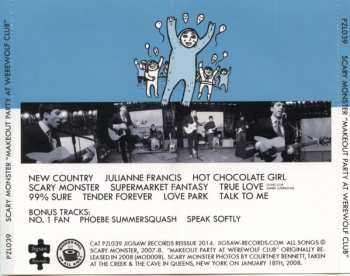 PZL039
SCARY MONSTER "MAKEOUT PARTY AT WEREWOLF CLUB"
PZL039
SCARY MONSTER "MAKEOUT PARTY AT WEREWOLF CLUB"
PZL039
NEW COUNTRY JULIANNE FRANCIS HOT CHOCOLATE GIRL
SCARY MONSTER SUPERMARKET FANTASY TRUE LOVE
99% SURE TENDER FOREVER LOVE PARK TALK TO ME
BONUS TRACKS:
NO. 1 FAN PHOEBE SUMMERSQUASH SPEAK SOFTLY
JIGSAW
CAT PZL039 JIGSAW RECORDS REISSUE 2014. JIGSAW-RECORDS.COM. ALL SONGS ©
SCARY MONSTER, 2007-8. "MAKEOUT PARTY AT WEREWOLF CLUB" ORIGINALLY RE-
LEASED IN 2008 (MOD008). SCARY MONSTER PHOTOS BY COURTNEY BENNETT, TAKEN
AT THE CREEK & THE CAVE IN QUEENS, NEW YORK ON JANUARY 18TH, 2008.